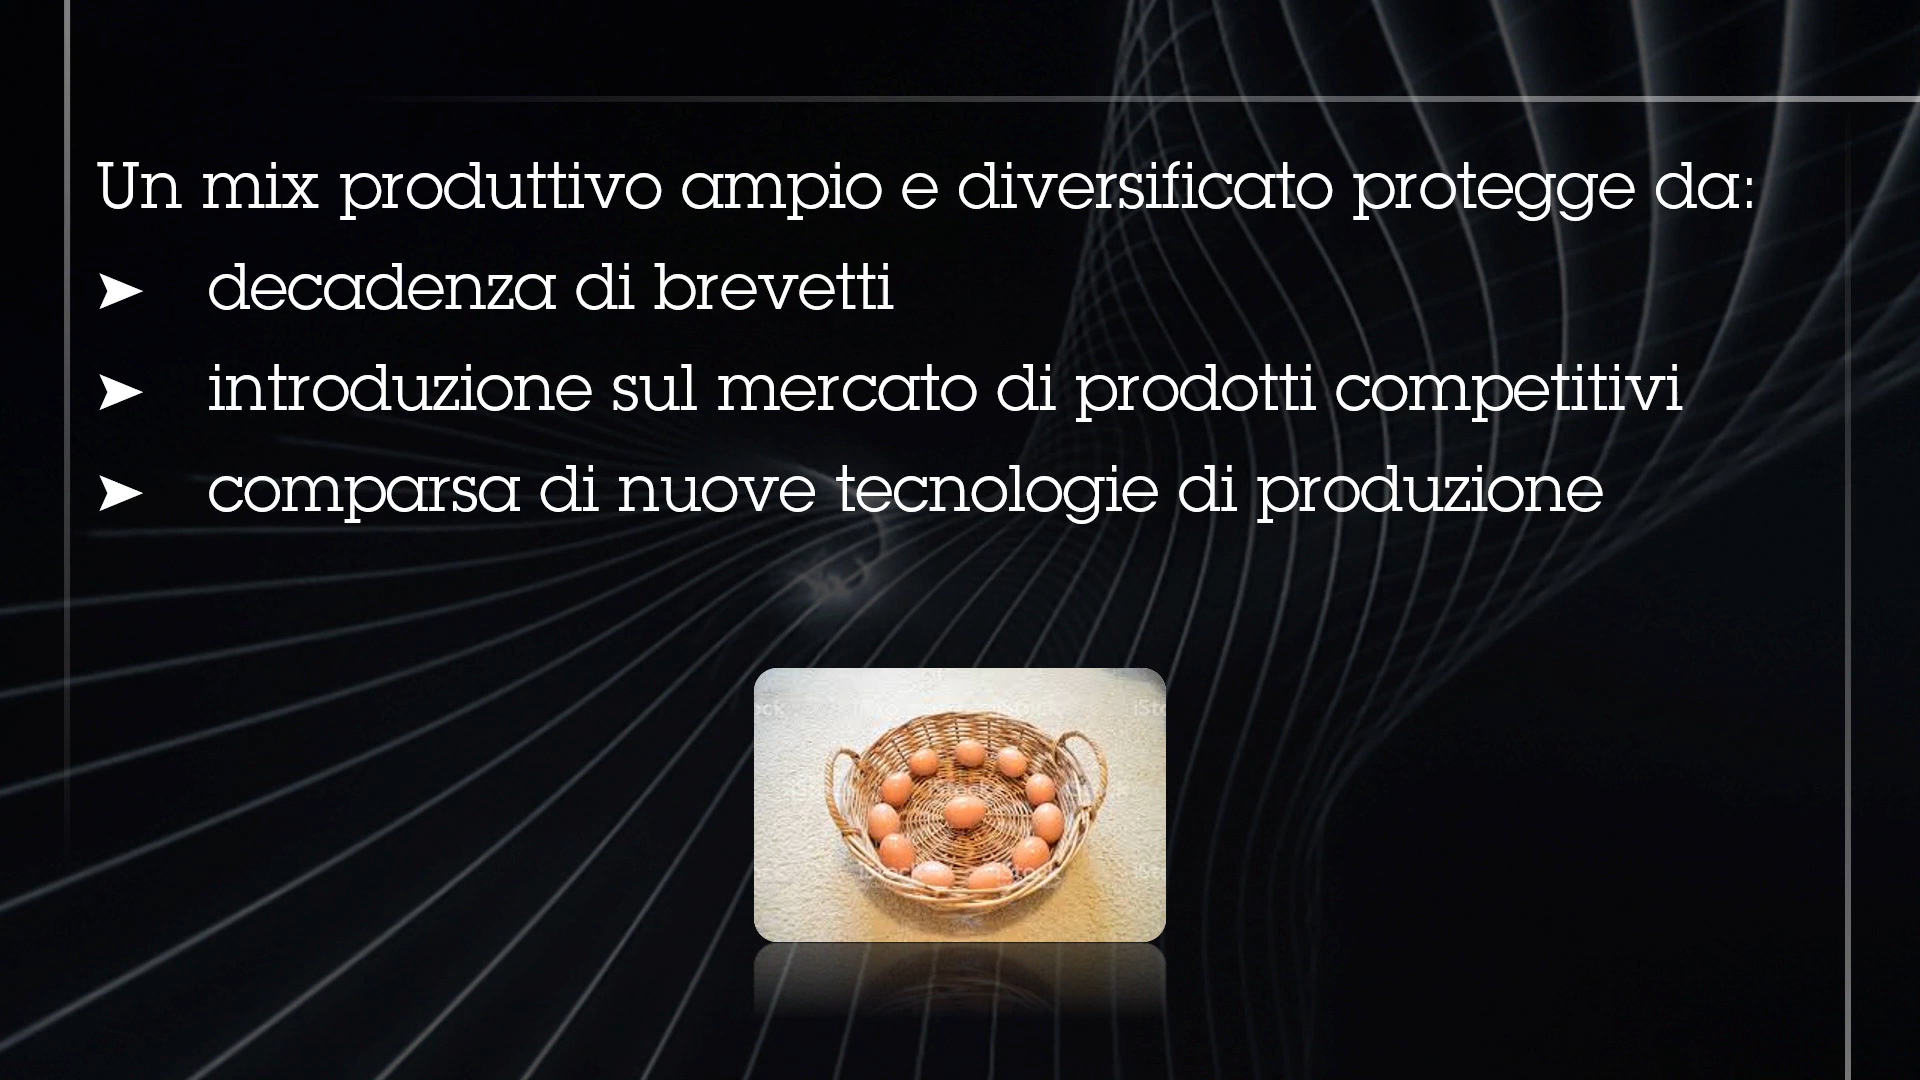 Un mix produttivo ampio e diversificato protegge da:
➤ decadenza di brevetti
➤ introduzione sul mercato di prodotti competitivi
➤ comparsa di nuove tecnologie di produzione
iStock